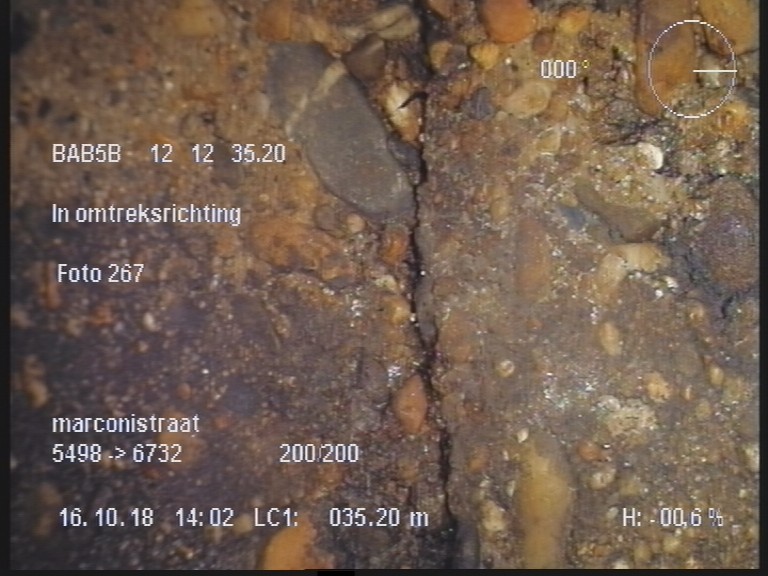 000 °
BAB5B - 12 12 35.20
In omtreksrichting
Foto 267
marconistraat
5498 -> 6732 200/200
16.10.18 14:02 LC1: 035.20 m H: -00,6 %